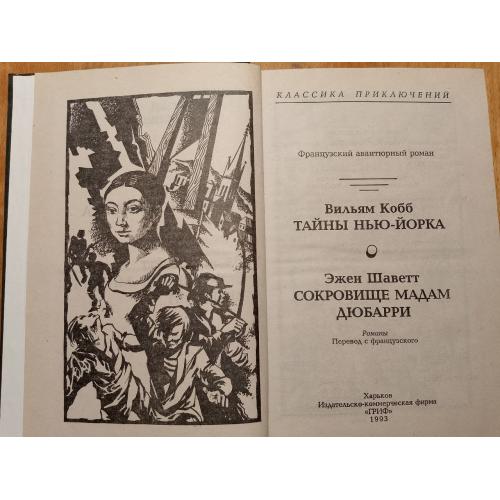 КЛАССИКА ПРИКЛЮЧЕНИЙ
Французский авантюрный роман
Вильям Кобб
ТАЙНЫ НЬЮ-ЙОРКА
Эжен Шаветт
СОКРОВИЩЕ МАДАМ
ДЮБАРРИ
Романы
Перевод с французского
Харьков
Издательско-коммерческая фирма
«ГРИФ»
1993